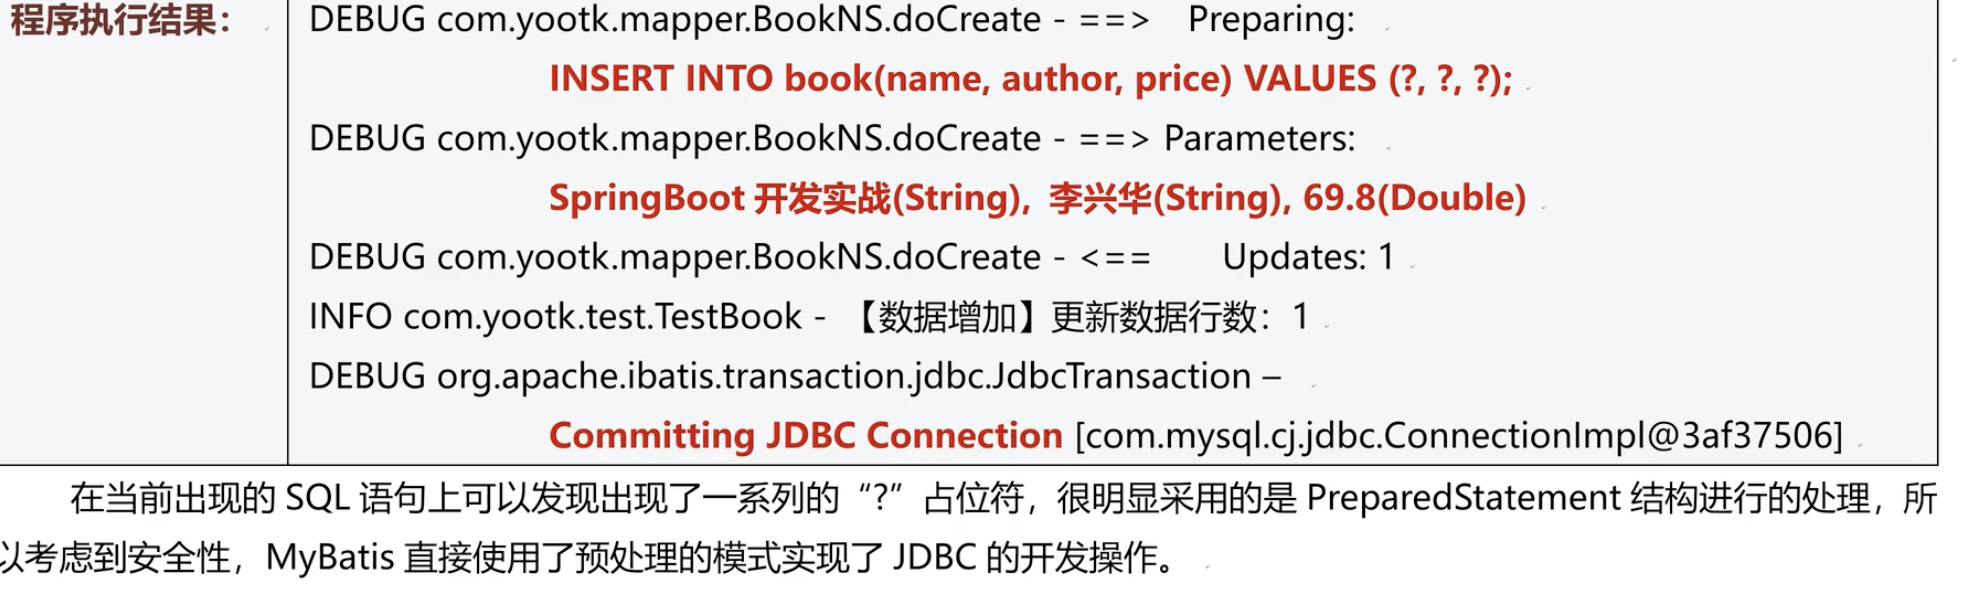 程序执行结果： DEBUG com.yootk.mapper.BookNS.doCreate - ==> Preparing:
INSERT INTO book(name, author, price) VALUES (?, ?, ?);
DEBUG com.yootk.mapper.BookNS.doCreate - ==> Parameters:
SpringBoot 开发实战(String), 李兴华(String), 69.8(Double)
DEBUG com.yootk.mapper.BookNS.doCreate - <== Updates: 1
INFO com.yootk.test.TestBook - 【数据增加】更新数据行数：1
DEBUG org.apache.ibatis.transaction.jdbc.JdbcTransaction –
Committing JDBC Connection [com.mysql.cj.jdbc.ConnectionImpl@3af37506]
在当前出现的 SQL 语句上可以发现出现了一系列的“?”占位符，很明显采用的是 PreparedStatement 结构进行的处理，所
以考虑到安全性，MyBatis 直接使用了预处理的模式实现了 JDBC 的开发操作。